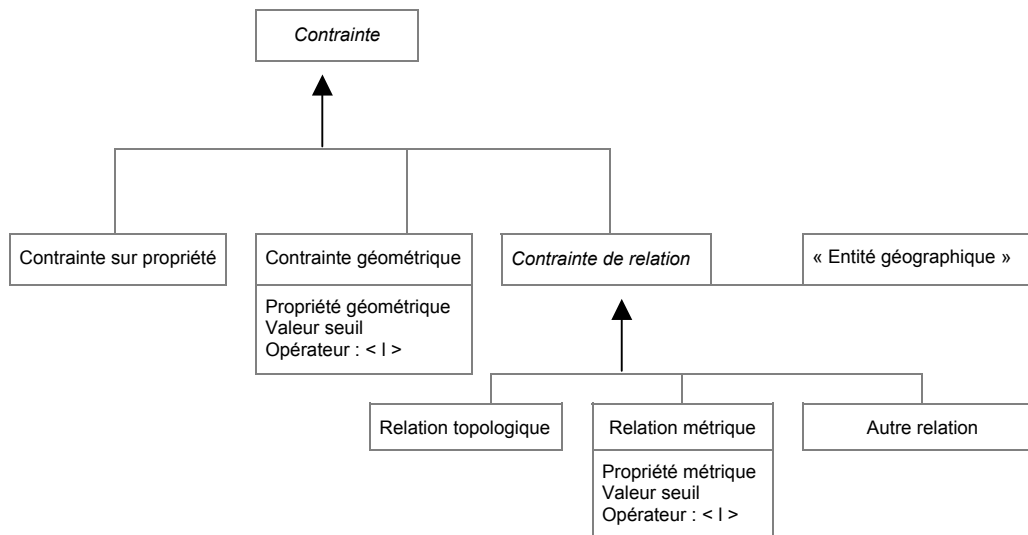 Contrainte
Contrainte sur propriété
Contrainte géométrique
Propriété géométrique
Valeur seuil
Opérateur : < I >
Contrainte de relation
« Entité géographique »
Relation topologique
Relation métrique
Propriété métrique
Valeur seuil
Opérateur : < I >
Autre relation